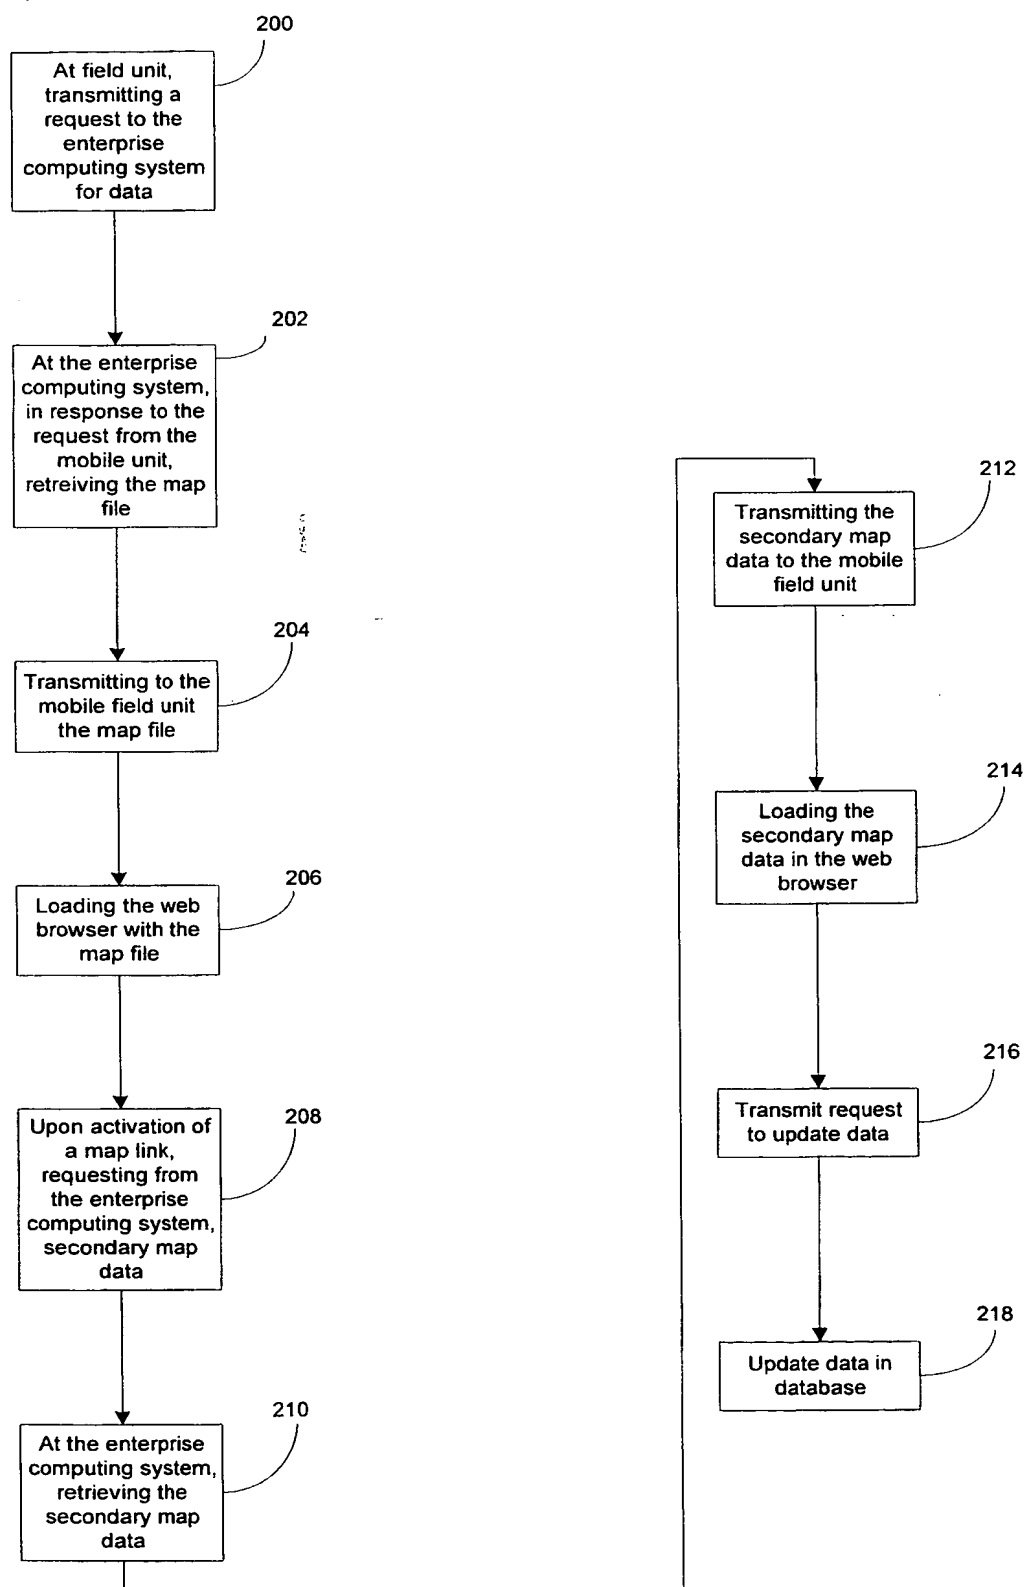 200
At field unit,
transmitting a
request to the
enterprise
computing system
for data
202
At the enterprise
computing system,
in response to the
request from the
mobile unit,
retreiving the map
file
204
Transmitting to the
mobile field unit
the map file
206
Loading the web
browser with the
map file
208
Upon activation of
a map link,
requesting from
the enterprise
computing system,
secondary map
data
210
At the enterprise
computing system,
retrieving the
secondary map
data
212
Transmitting the
secondary map
data to the mobile
field unit
214
Loading the
secondary map
data in the web
browser
216
Transmit request
to update data
218
Update data in
database